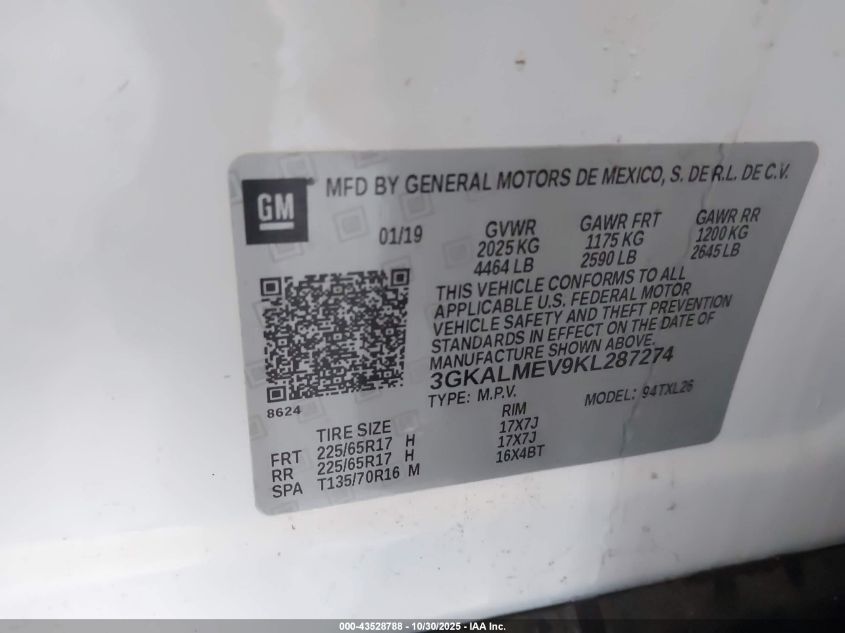 GM
MFD BY GENERAL MOTORS DE MEXICO, S. DE R.L. DE C.V.
01/19
GVWR GAWR FRT GAWR RR
2025 KG 1175 KG 1200 KG
4464 LB 2590 LB 2645 LB
THIS VEHICLE CONFORMS TO ALL
APPLICABLE U.S. FEDERAL MOTOR
VEHICLE SAFETY AND THEFT PREVENTION
STANDARDS IN EFFECT ON THE DATE OF
MANUFACTURE SHOWN ABOVE.
3GKALMEV9KL287274
TYPE: M.P.V. MODEL: 94TXL26
8624
TIRE SIZE RIM
FRT 225/65R17 H 17X7J
RR 225/65R17 H 17X7J
SPA T135/70R16 M 16X4BT
000-43528788 - 10/30/2025 - IAA Inc.